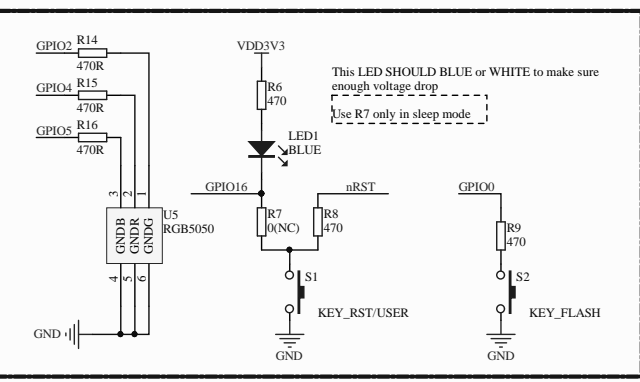 GPIO2
R14
470R
GPIO4
R15
470R
GPIO5
R16
470R
3
2
1
GNDB
GNDR
GNDG
U5
RGB5050
4
5
6
GND
VDD3V3
R6
470
LED1
BLUE
This LED SHOULD BLUE or WHITE to make sure
enough voltage drop
Use R7 only in sleep mode
GPIO16
nRST
R7
0(NC)
R8
470
S1
KEY_RST/USER
GND
GPIO0
R9
470
S2
KEY_FLASH
GND